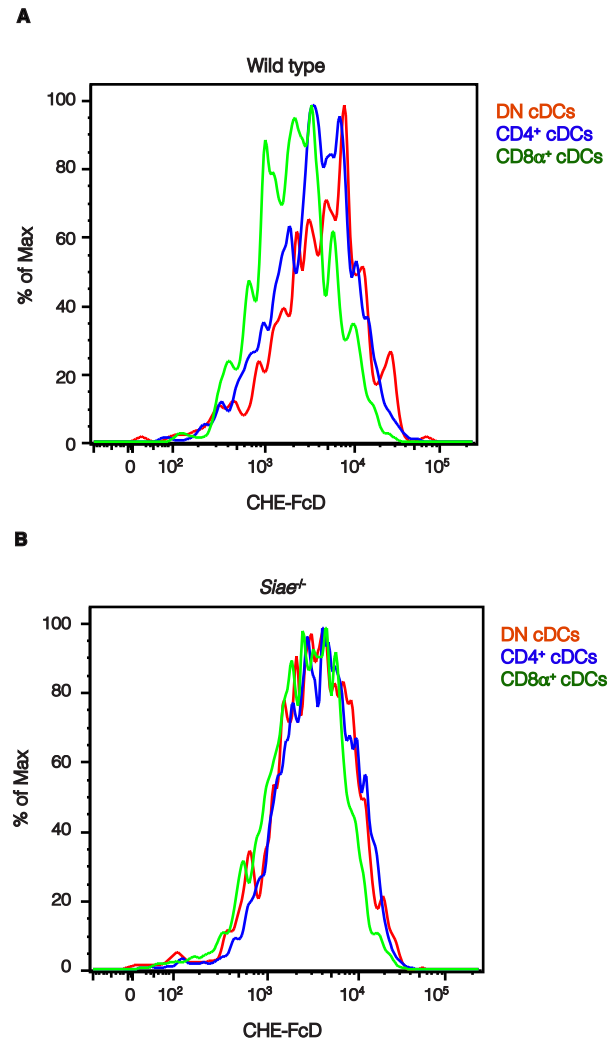 A
Wild type
100
80
60
40
20
0
% of Max
0 10² 10³ 10⁴ 10⁵
CHE-FcD
DN cDCs
CD4⁺ cDCs
CD8α⁺ cDCs
B
Siae⁻/⁻
100
80
60
40
20
0
% of Max
0 10² 10³ 10⁴ 10⁵
CHE-FcD
DN cDCs
CD4⁺ cDCs
CD8α⁺ cDCs